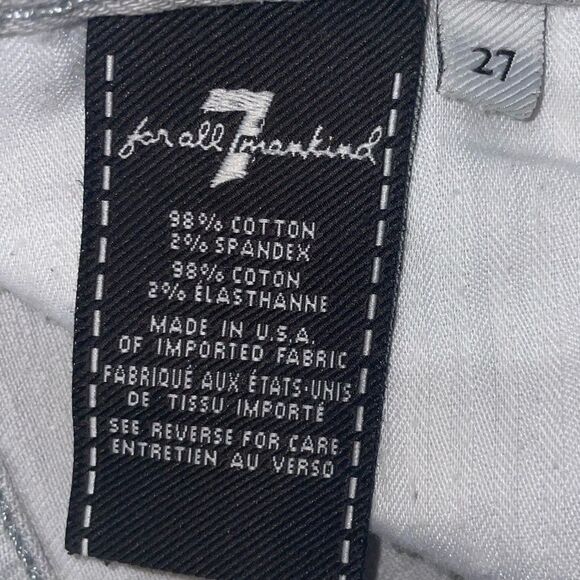 27
7
for all mankind
98% COTTON
2% SPANDEX
98% COTON
2% ÉLASTHANNE
MADE IN U.S.A.
OF IMPORTED FABRIC
FABRIQUÉ AUX ÉTATS-UNIS
DE TISSU IMPORTÉ
SEE REVERSE FOR CARE
ENTRETIEN AU VERSO